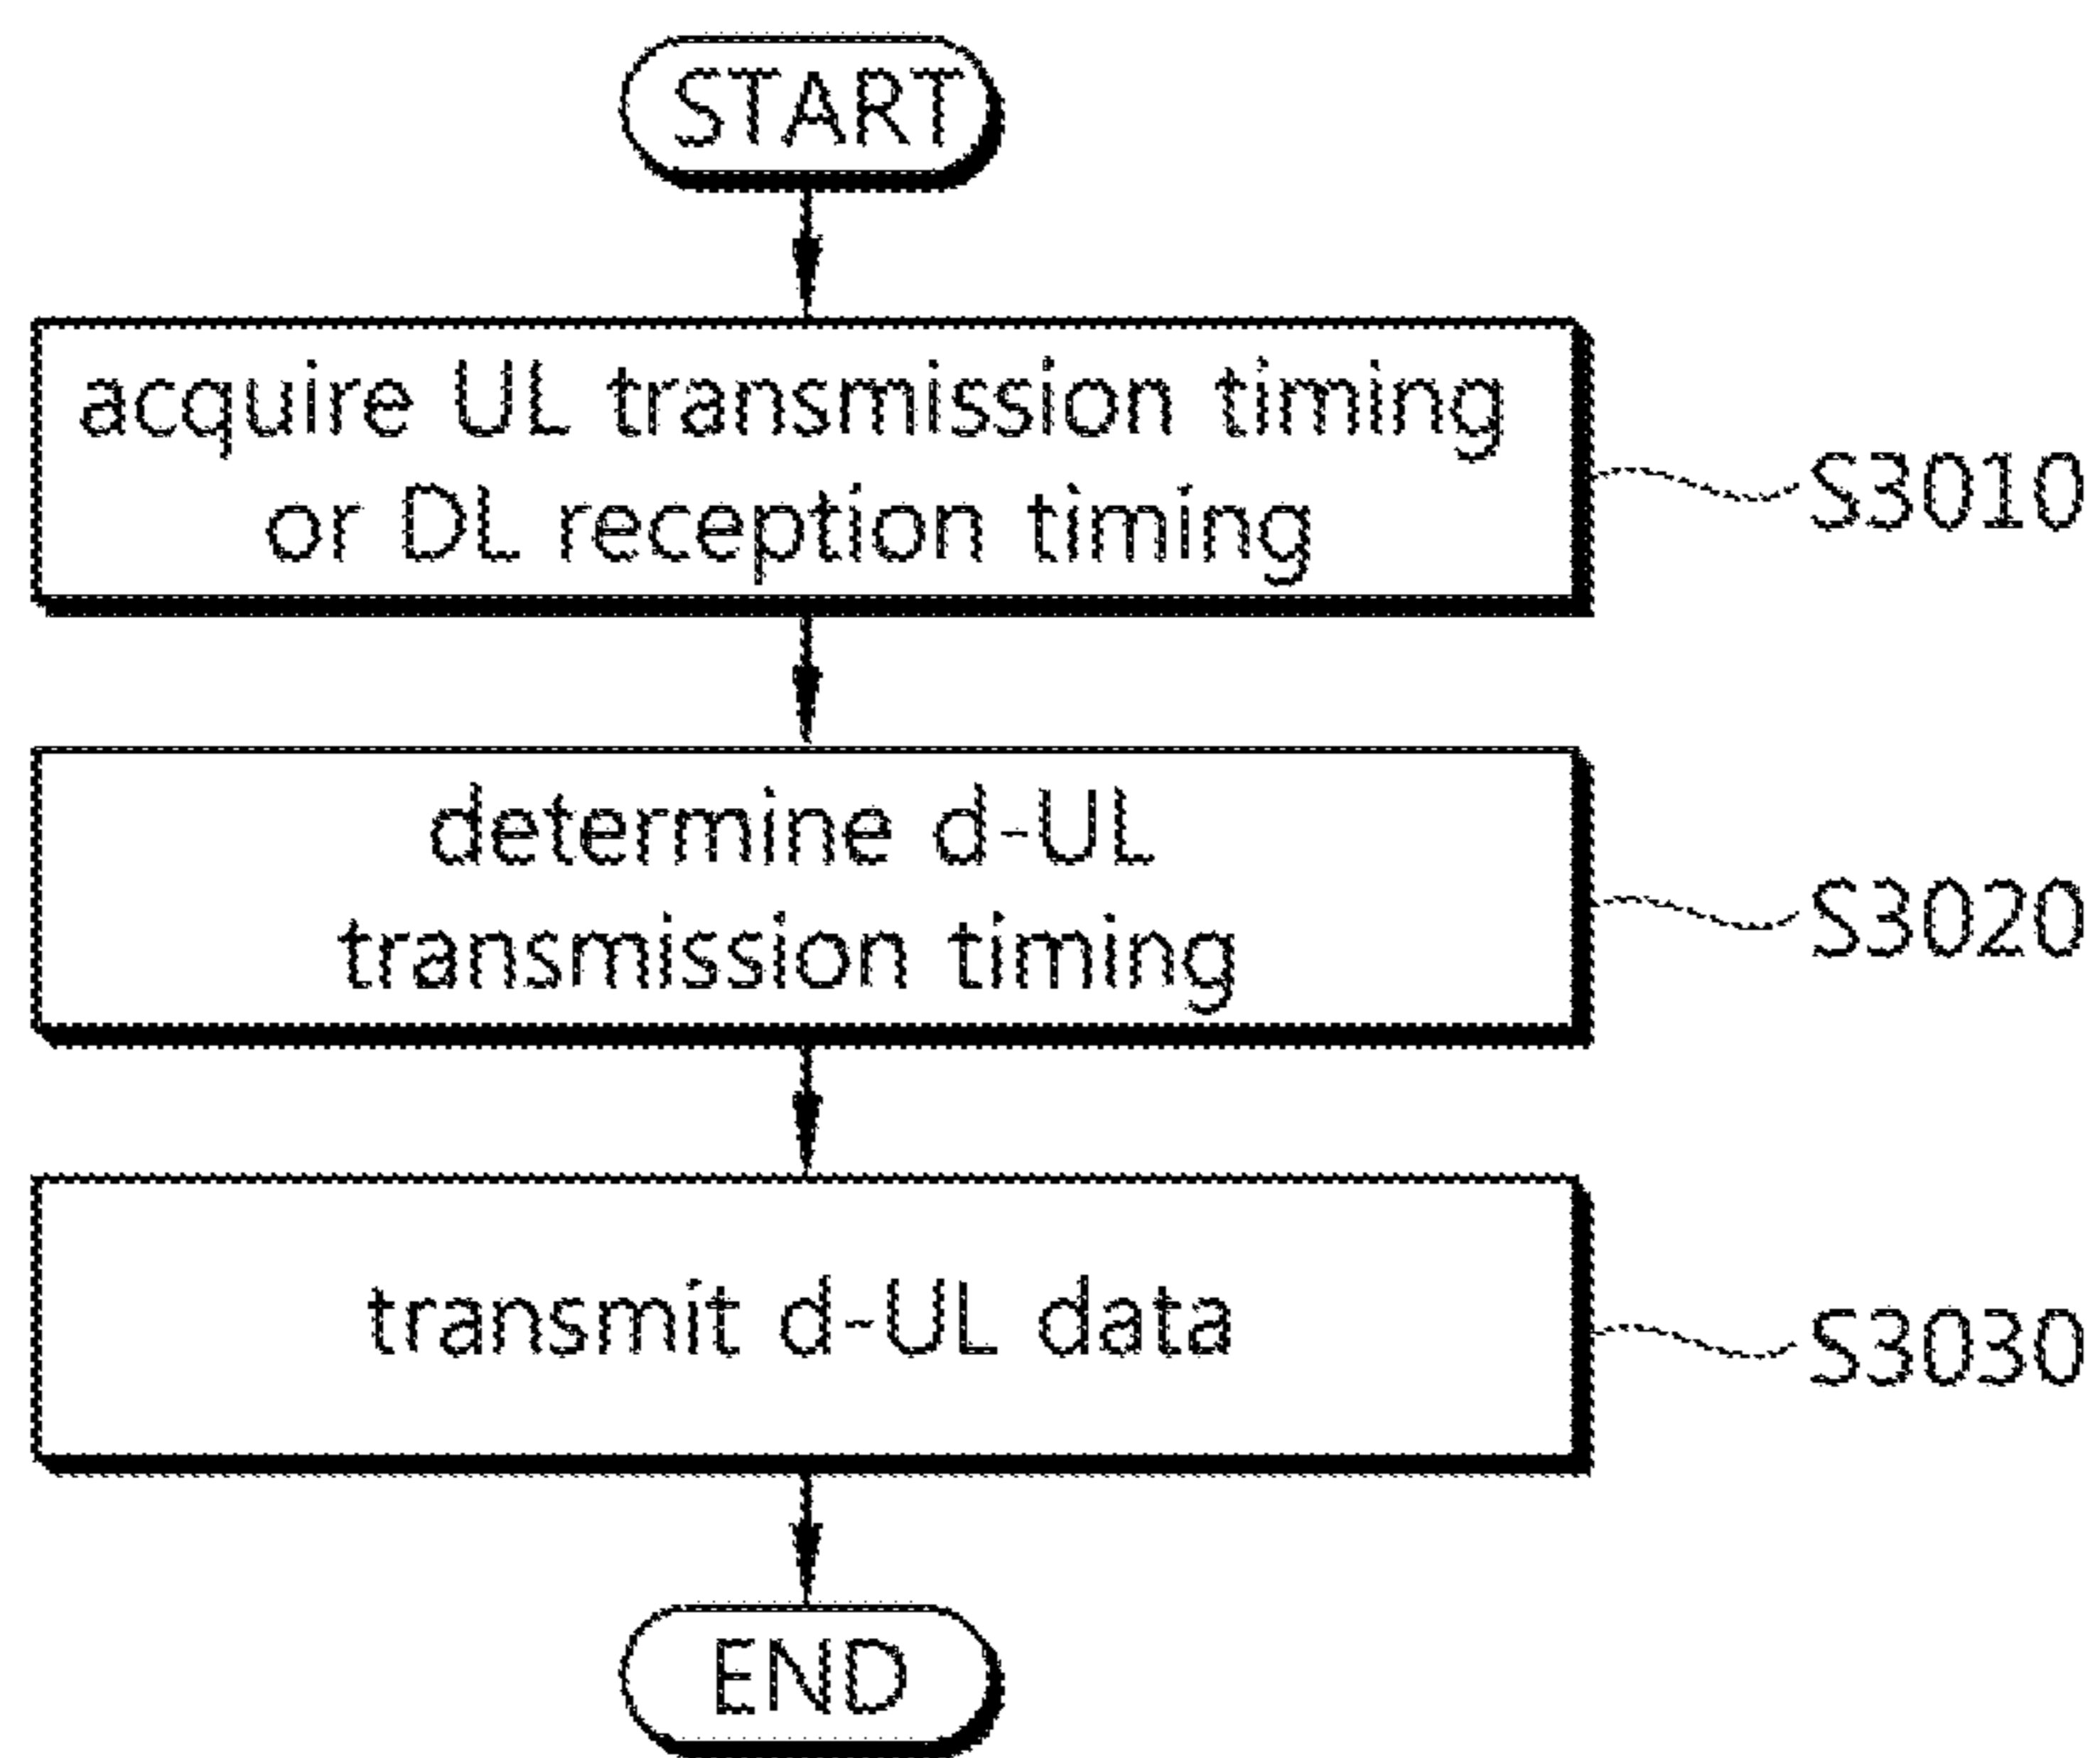 START
acquire UL transmission timing
or DL reception timing
S3010
determine d-UL
transmission timing
S3020
transmit d-UL data
S3030
END